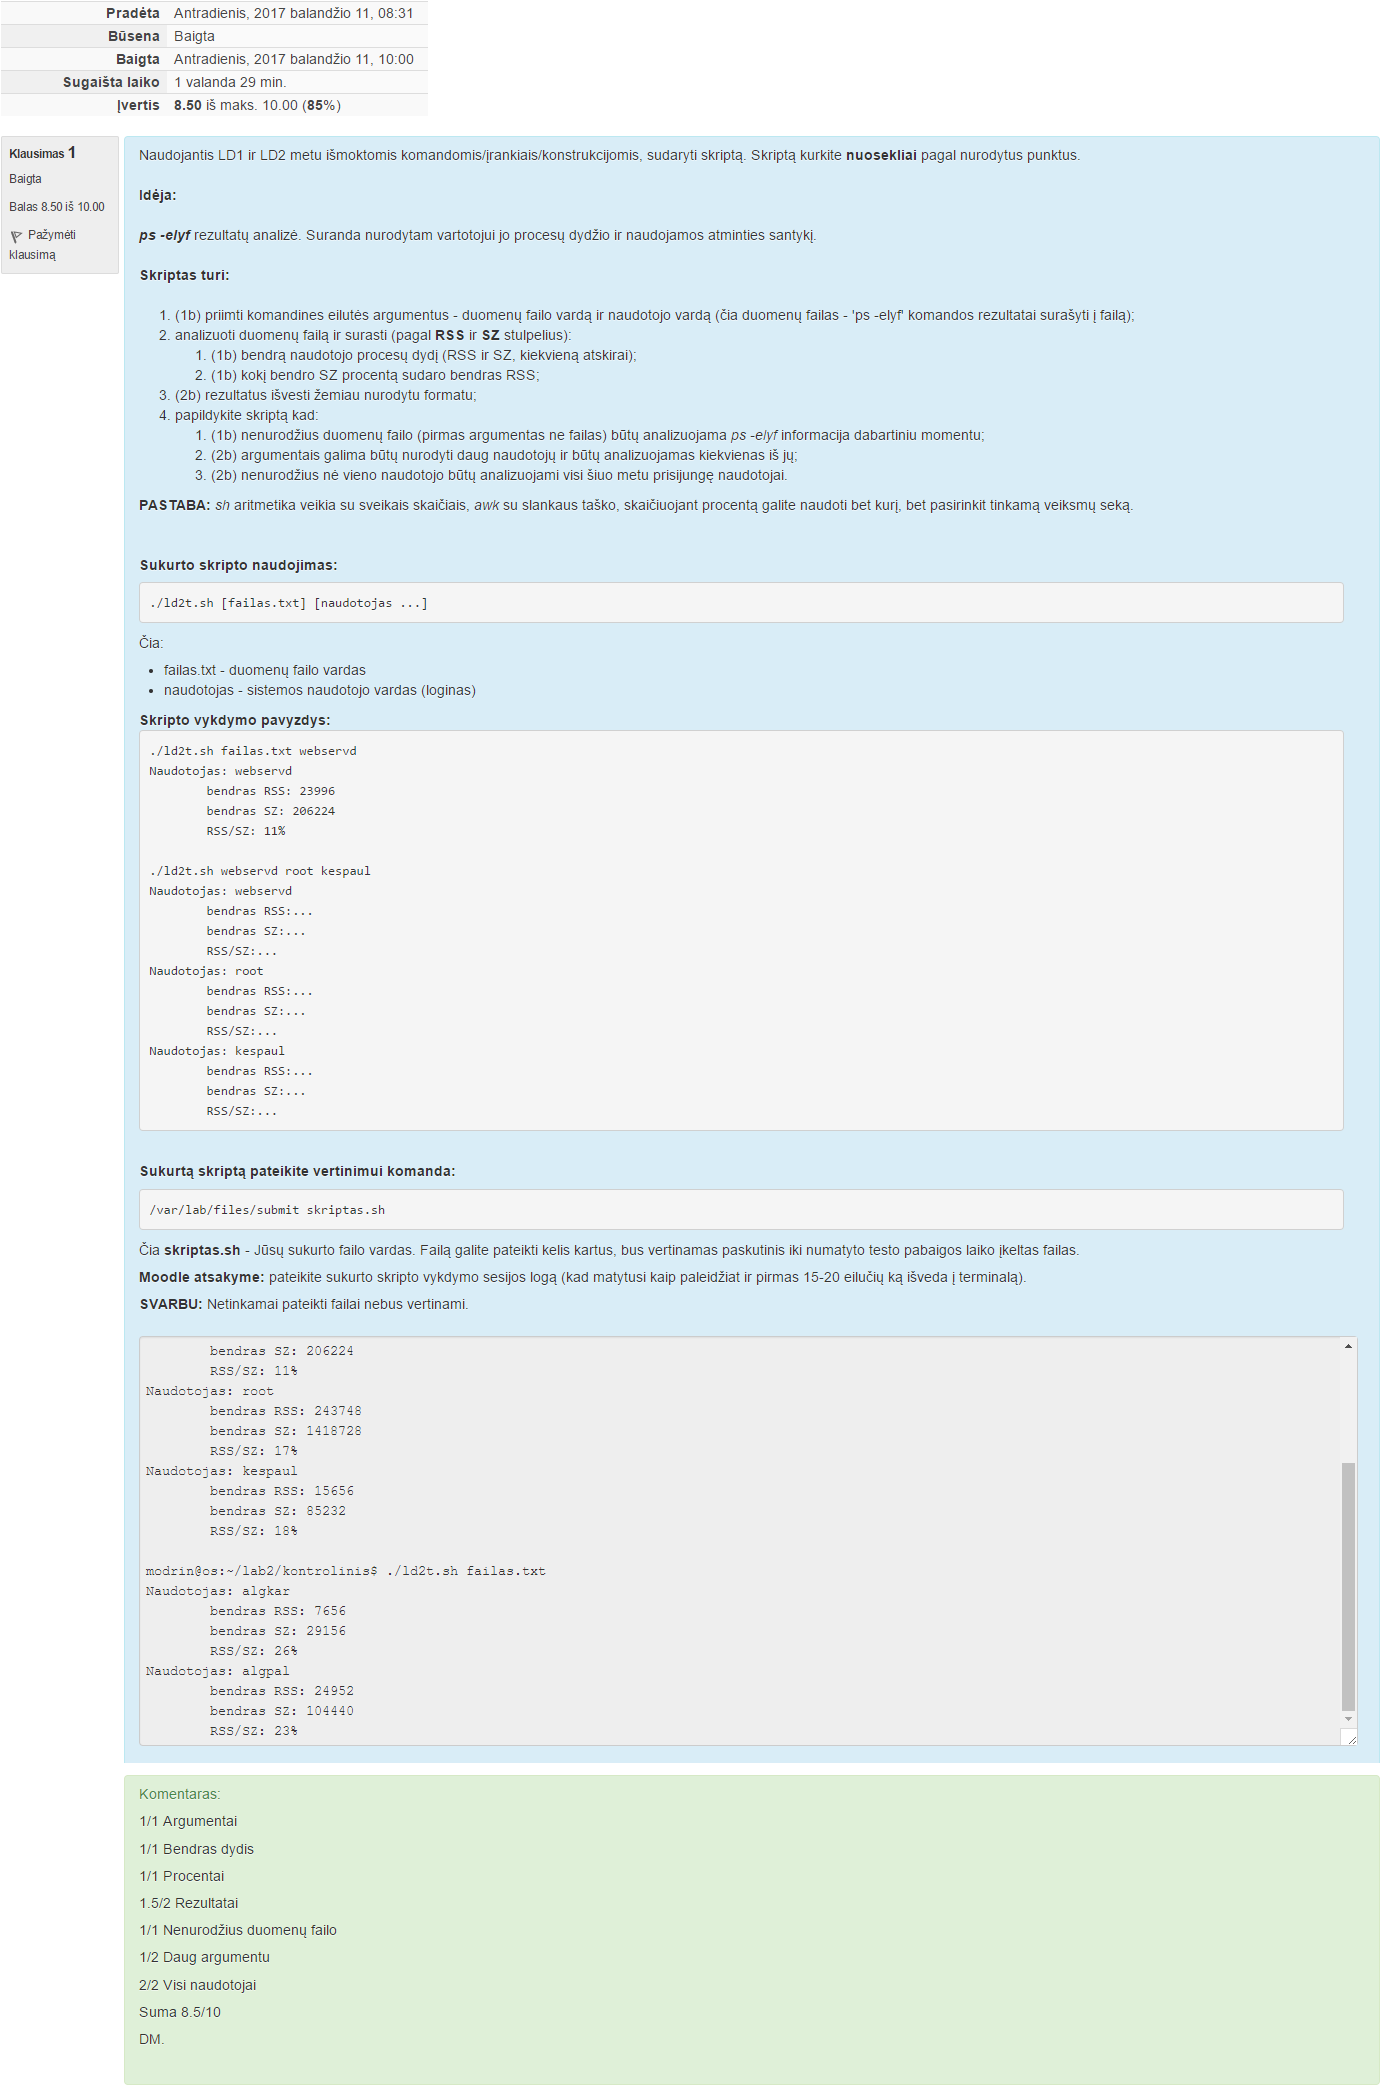 Pradėta Antradienis, 2017 balandžio 11, 08:31
Būsena Baigta
Baigta Antradienis, 2017 balandžio 11, 10:00
Sugaišta laiko 1 valanda 29 min.
Įvertis 8.50 iš maks. 10.00 (85%)
Klausimas 1
Baigta
Balas 8.50 iš 10.00
Pažymėti
klausimą
Naudojantis LD1 ir LD2 metu išmoktomis komandomis/įrankiais/konstrukcijomis, sudaryti skriptą. Skriptą kurkite nuosekliai pagal nurodytus punktus.
Idėja:
ps -elyf rezultatų analizė. Suranda nurodytam vartotojui jo procesų dydžio ir naudojamos atminties santykį.
Skriptas turi:
1. (1b) priimti komandines eilutės argumentus - duomenų failo vardą ir naudotojo vardą (čia duomenų failas - 'ps -elyf' komandos rezultatai surašyti į failą);
2. analizuoti duomenų failą ir surasti (pagal RSS ir SZ stulpelius):
1. (1b) bendrą naudotojo procesų dydį (RSS ir SZ, kiekvieną atskirai);
2. (1b) kokį bendro SZ procentą sudaro bendras RSS;
3. (2b) rezultatus išvesti žemiau nurodytu formatu;
4. papildykite skriptą kad:
1. (1b) nenurodžius duomenų failo (pirmas argumentas ne failas) būtų analizuojama ps -elyf informacija dabartiniu momentu;
2. (2b) argumentais galima būtų nurodyti daug naudotojų ir būtų analizuojamas kiekvienas iš jų;
3. (2b) nenurodžius nė vieno naudotojo būtų analizuojami visi šiuo metu prisijungę naudotojai.
PASTABA: sh aritmetika veikia su sveikais skaičiais, awk su slankaus taško, skaičiuojant procentą galite naudoti bet kurį, bet pasirinkit tinkamą veiksmų seką.
Sukurto skripto naudojimas:
./ld2t.sh [failas.txt] [naudotojas ...]
Čia:
• failas.txt - duomenų failo vardas
• naudotojas - sistemos naudotojo vardas (loginas)
Skripto vykdymo pavyzdys:
./ld2t.sh failas.txt webservd
Naudotojas: webservd
bendras RSS: 23996
bendras SZ: 206224
RSS/SZ: 11%
./ld2t.sh webservd root kespaul
Naudotojas: webservd
bendras RSS:...
bendras SZ:...
RSS/SZ:...
Naudotojas: root
bendras RSS:...
bendras SZ:...
RSS/SZ:...
Naudotojas: kespaul
bendras RSS:...
bendras SZ:...
RSS/SZ:...
Sukurtą skriptą pateikite vertinimui komanda:
/var/lab/files/submit skriptas.sh
Čia skriptas.sh - Jūsų sukurto failo vardas. Failą galite pateikti kelis kartus, bus vertinamas paskutinis iki numatyto testo pabaigos laiko įkeltas failas.
Moodle atsakyme: pateikite sukurto skripto vykdymo sesijos logą (kad matytusi kaip paleidžiat ir pirmas 15-20 eilučių ką išveda į terminalą).
SVARBU: Netinkamai pateikti failai nebus vertinami.
bendras SZ: 206224
RSS/SZ: 11%
Naudotojas: root
bendras RSS: 243748
bendras SZ: 1418728
RSS/SZ: 17%
Naudotojas: kespaul
bendras RSS: 15656
bendras SZ: 85232
RSS/SZ: 18%
modrin@os:~/lab2/kontrolinis$ ./ld2t.sh failas.txt
Naudotojas: algkar
bendras RSS: 7656
bendras SZ: 29156
RSS/SZ: 26%
Naudotojas: algpal
bendras RSS: 24952
bendras SZ: 104440
RSS/SZ: 23%
Komentaras:
1/1 Argumentai
1/1 Bendras dydis
1/1 Procentai
1.5/2 Rezultatai
1/1 Nenurodžius duomenų failo
1/2 Daug argumentu
2/2 Visi naudotojai
Suma 8.5/10
DM.